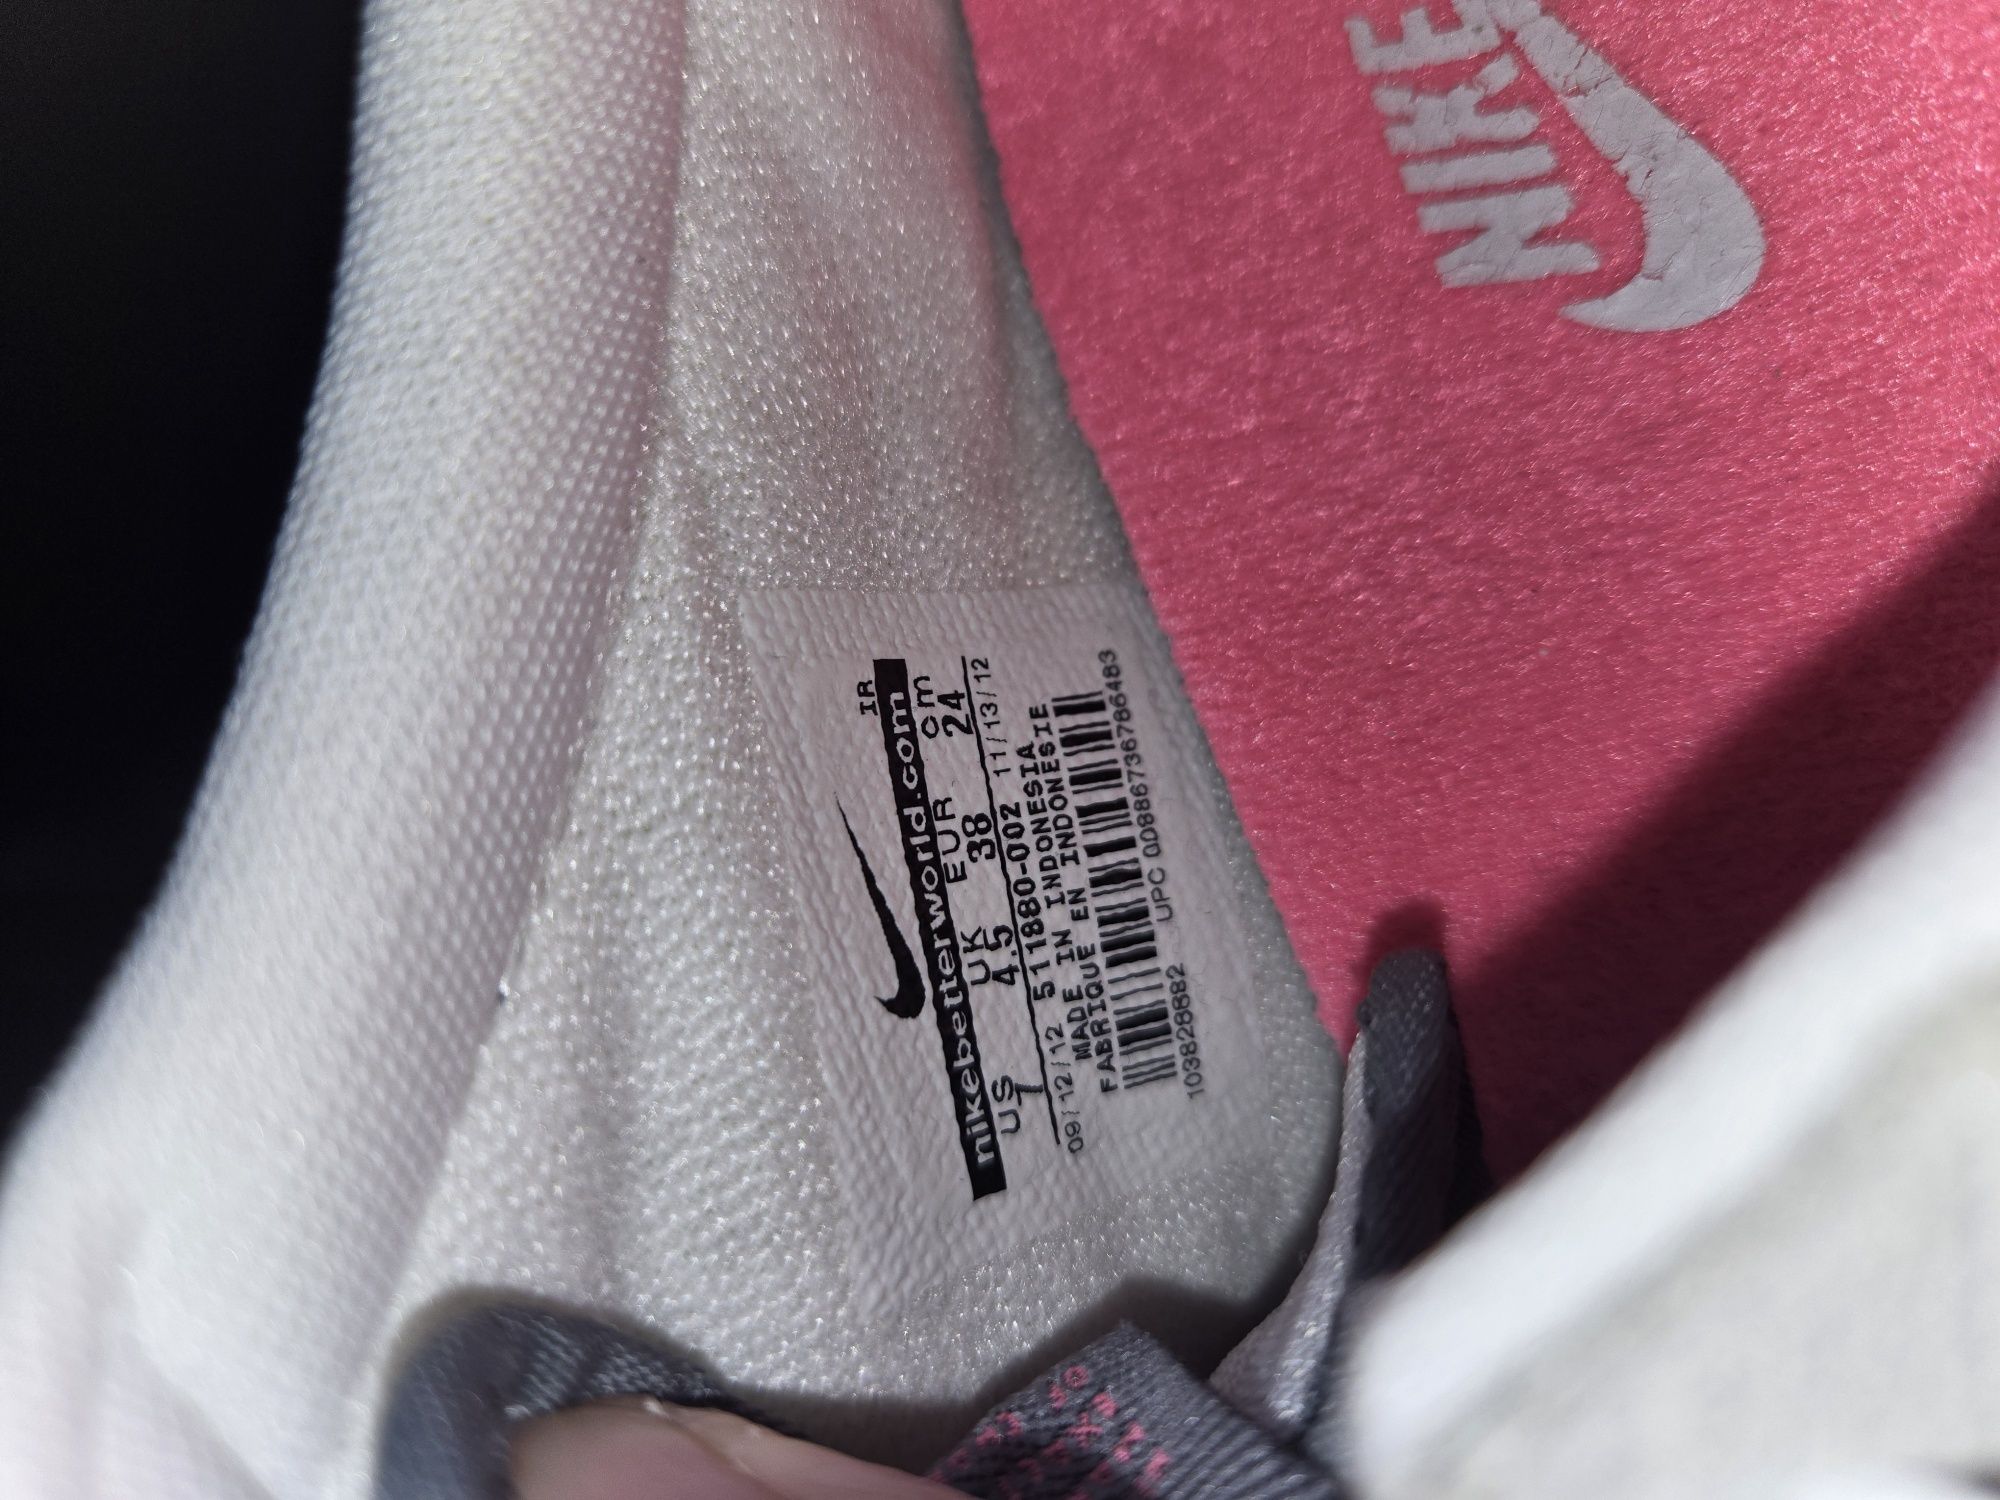 NIKE
IR
nikebetterworld.com
US UK EUR cm
7 4.5 38 24
09/12/12 511880-002 11/13/12
MADE IN INDONESIA
FABRIQUE EN INDONESIE
UPC 00886736786483
103828882